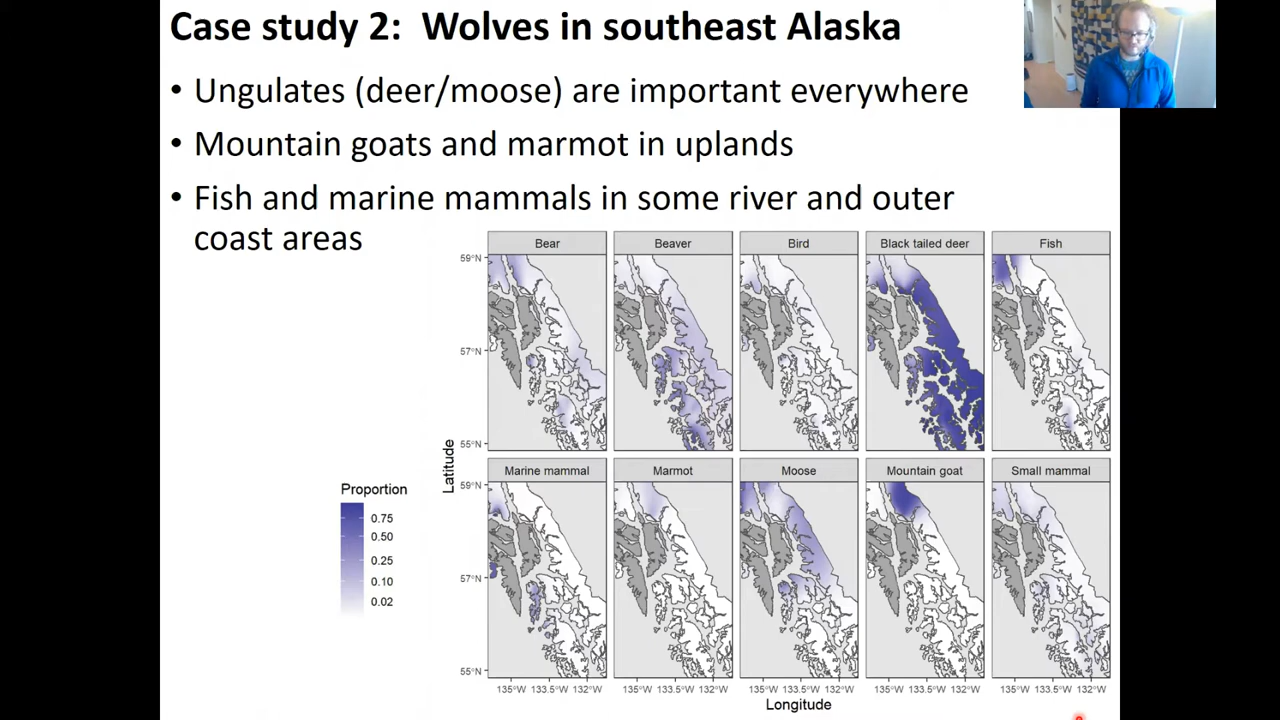 Case study 2: Wolves in southeast Alaska
• Ungulates (deer/moose) are important everywhere
• Mountain goats and marmot in uplands
• Fish and marine mammals in some river and outer
coast areas
Bear
Beaver
Bird
Black tailed deer
Fish
59°N
57°N
55°N
Marine mammal
Marmot
Moose
Mountain goat
Small mammal
59°N
57°N
55°N
Latitude
Proportion
0.75
0.50
0.25
0.10
0.02
135°W 133.5°W 132°W
135°W 133.5°W 132°W
135°W 133.5°W 132°W
135°W 133.5°W 132°W
135°W 133.5°W 132°W
Longitude